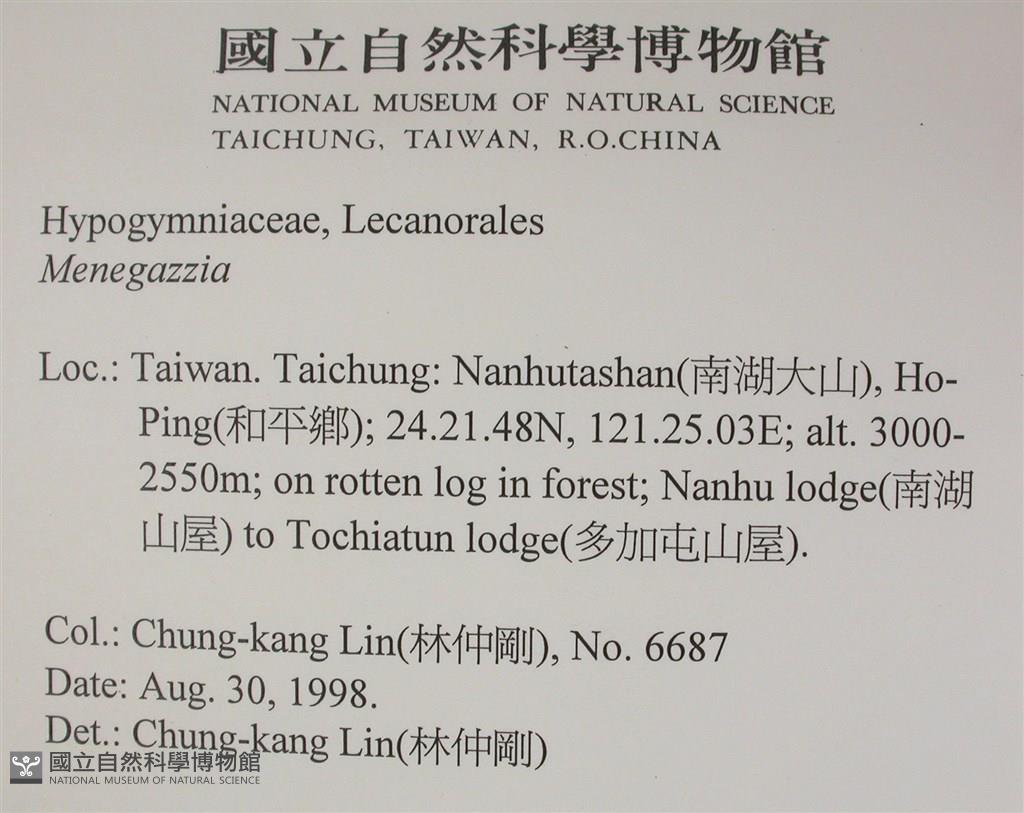 國立自然科學博物館
NATIONAL MUSEUM OF NATURAL SCIENCE
TAICHUNG, TAIWAN, R.O.CHINA
Hypogymniaceae, Lecanorales
Menegazzia
Loc.: Taiwan. Taichung: Nanhutashan(南湖大山), Ho-
Ping(和平鄉); 24.21.48N, 121.25.03E; alt. 3000-
2550m; on rotten log in forest; Nanhu lodge(南湖
山屋) to Tochiatun lodge(多加屯山屋).
Col.: Chung-kang Lin(林仲剛), No. 6687
Date: Aug. 30, 1998.
Det.: Chung-kang Lin(林仲剛)
國立自然科學博物館
NATIONAL MUSEUM OF NATURAL SCIENCE